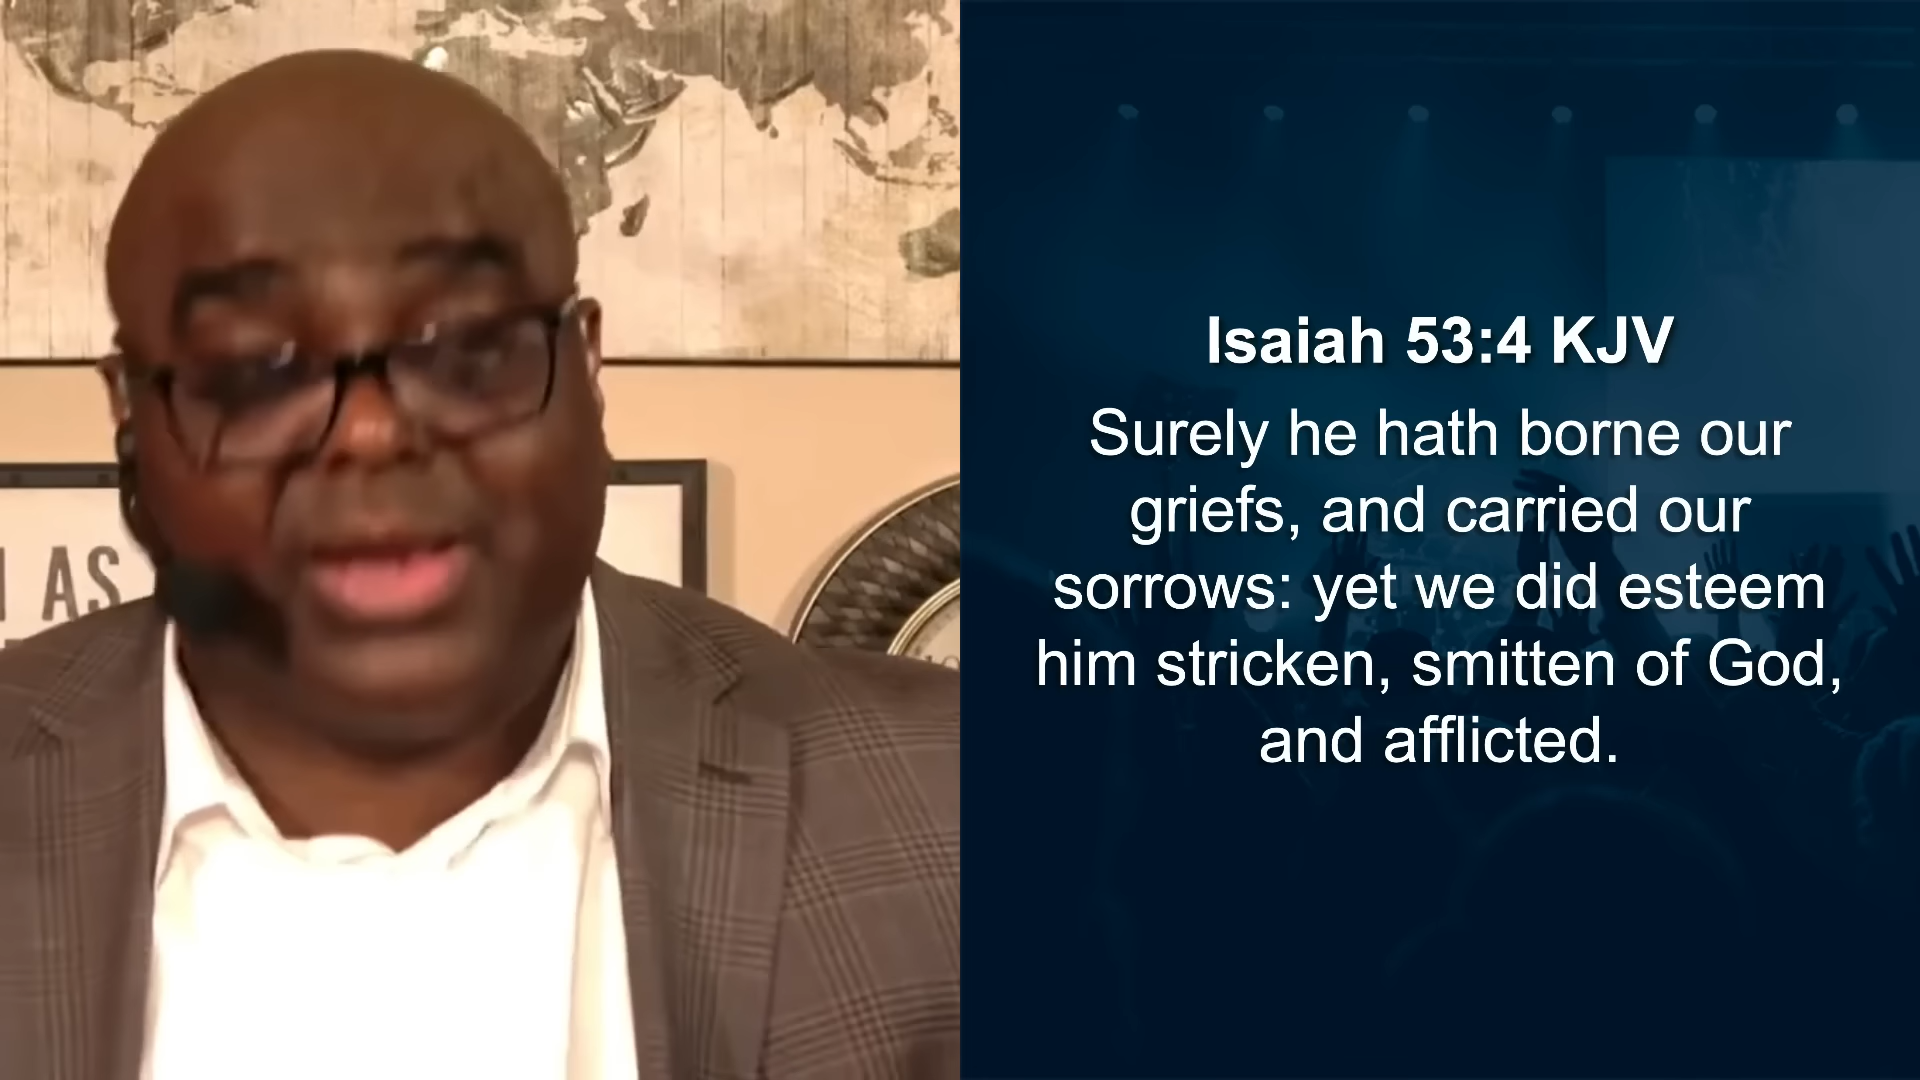 AS
Isaiah 53:4 KJV
Surely he hath borne our
griefs, and carried our
sorrows: yet we did esteem
him stricken, smitten of God,
and afflicted.